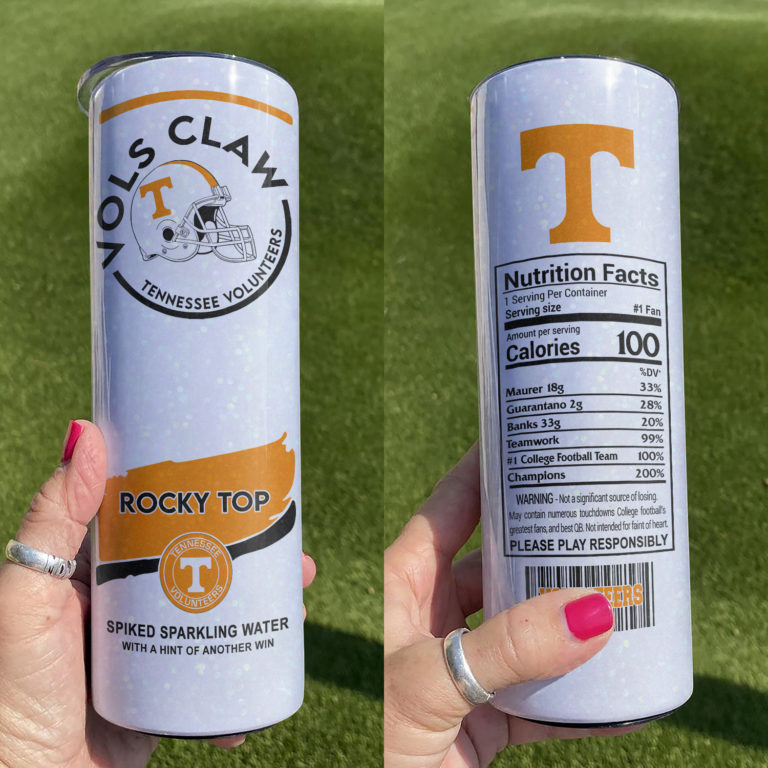 VOLS CLAW
T
TENNESSEE VOLUNTEERS
ROCKY TOP
TENNESSEE
T
VOLUNTEERS
SPIKED SPARKLING WATER
WITH A HINT OF ANOTHER WIN
T
Nutrition Facts
1 Serving Per Container
Serving size #1 Fan
Amount per serving
Calories 100
%DV*
Maurer 18g 33%
Guarantano 2g 28%
Banks 33g 20%
Teamwork 99%
#1 College Football Team 100%
Champions 200%
WARNING - Not a significant source of losing.
May contain numerous touchdowns College football's
greatest fans, and best QB. Not intended for faint of heart.
PLEASE PLAY RESPONSIBLY